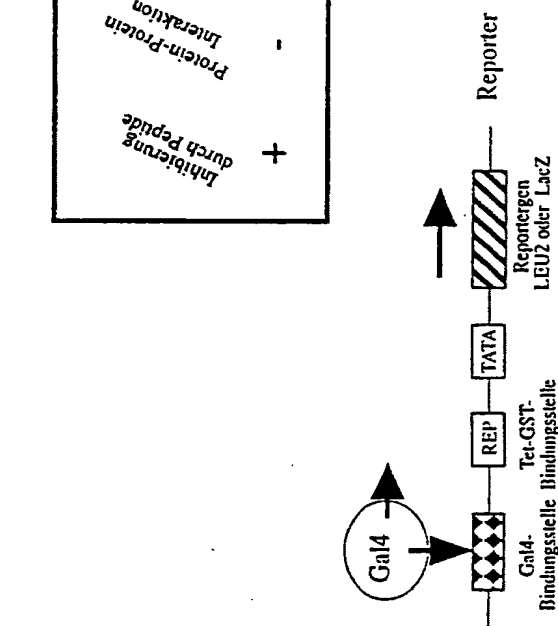 Inhibierung
durch Peptide
+
Protein-Protein
Interaktion
-
Gal4
REP
TATA
Reporter
Gal4-
Bindungsstelle
Tet-GST-
Bindungsstelle
Reportergen
LEU2 oder LacZ